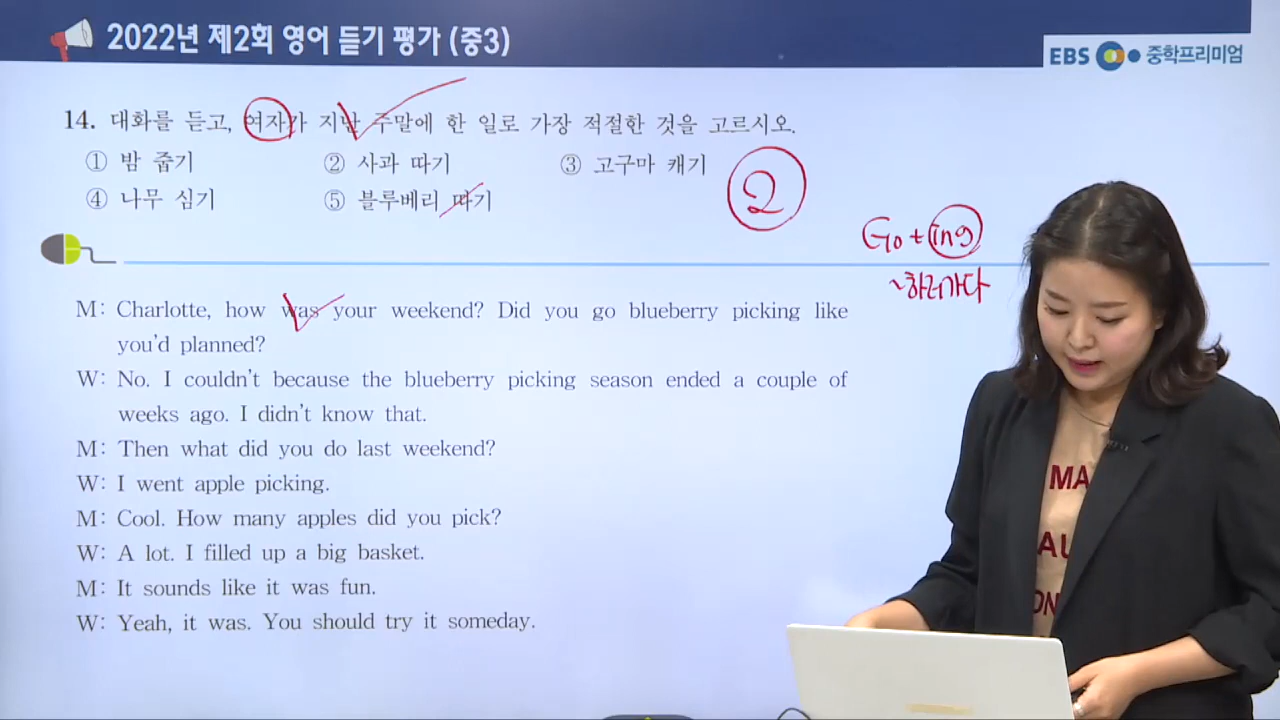 2022년 제2회 영어 듣기 평가 (중3)
EBS 중학프리미엄
14. 대화를 듣고, 여자가 지난 주말에 한 일로 가장 적절한 것을 고르시오.
① 밤 줍기 ② 사과 따기 ③ 고구마 캐기
④ 나무 심기 ⑤ 블루베리 따기
2
Go + ing
~하러가다
M: Charlotte, how was your weekend? Did you go blueberry picking like
you'd planned?
W: No. I couldn't because the blueberry picking season ended a couple of
weeks ago. I didn't know that.
M: Then what did you do last weekend?
W: I went apple picking.
M: Cool. How many apples did you pick?
W: A lot. I filled up a big basket.
M: It sounds like it was fun.
W: Yeah, it was. You should try it someday.
MA
AU
ON